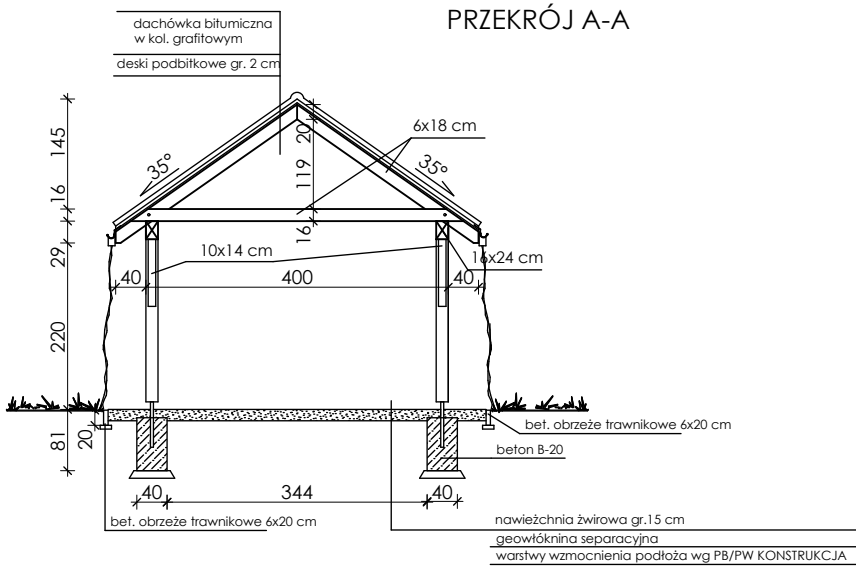 PRZEKRÓJ A-A
dachówka bitumiczna
w kol. grafitowym
deski podbitkowe gr. 2 cm
145
16
29
220
81
20
35°
35°
20
119
16
6x18 cm
10x14 cm
16x24 cm
40
400
40
bet. obrzeże trawnikowe 6x20 cm
beton B-20
40
344
40
bet. obrzeże trawnikowe 6x20 cm
nawieżchnia żwirowa gr.15 cm
geowłóknina separacyjna
warstwy wzmocnienia podłoża wg PB/PW KONSTRUKCJA